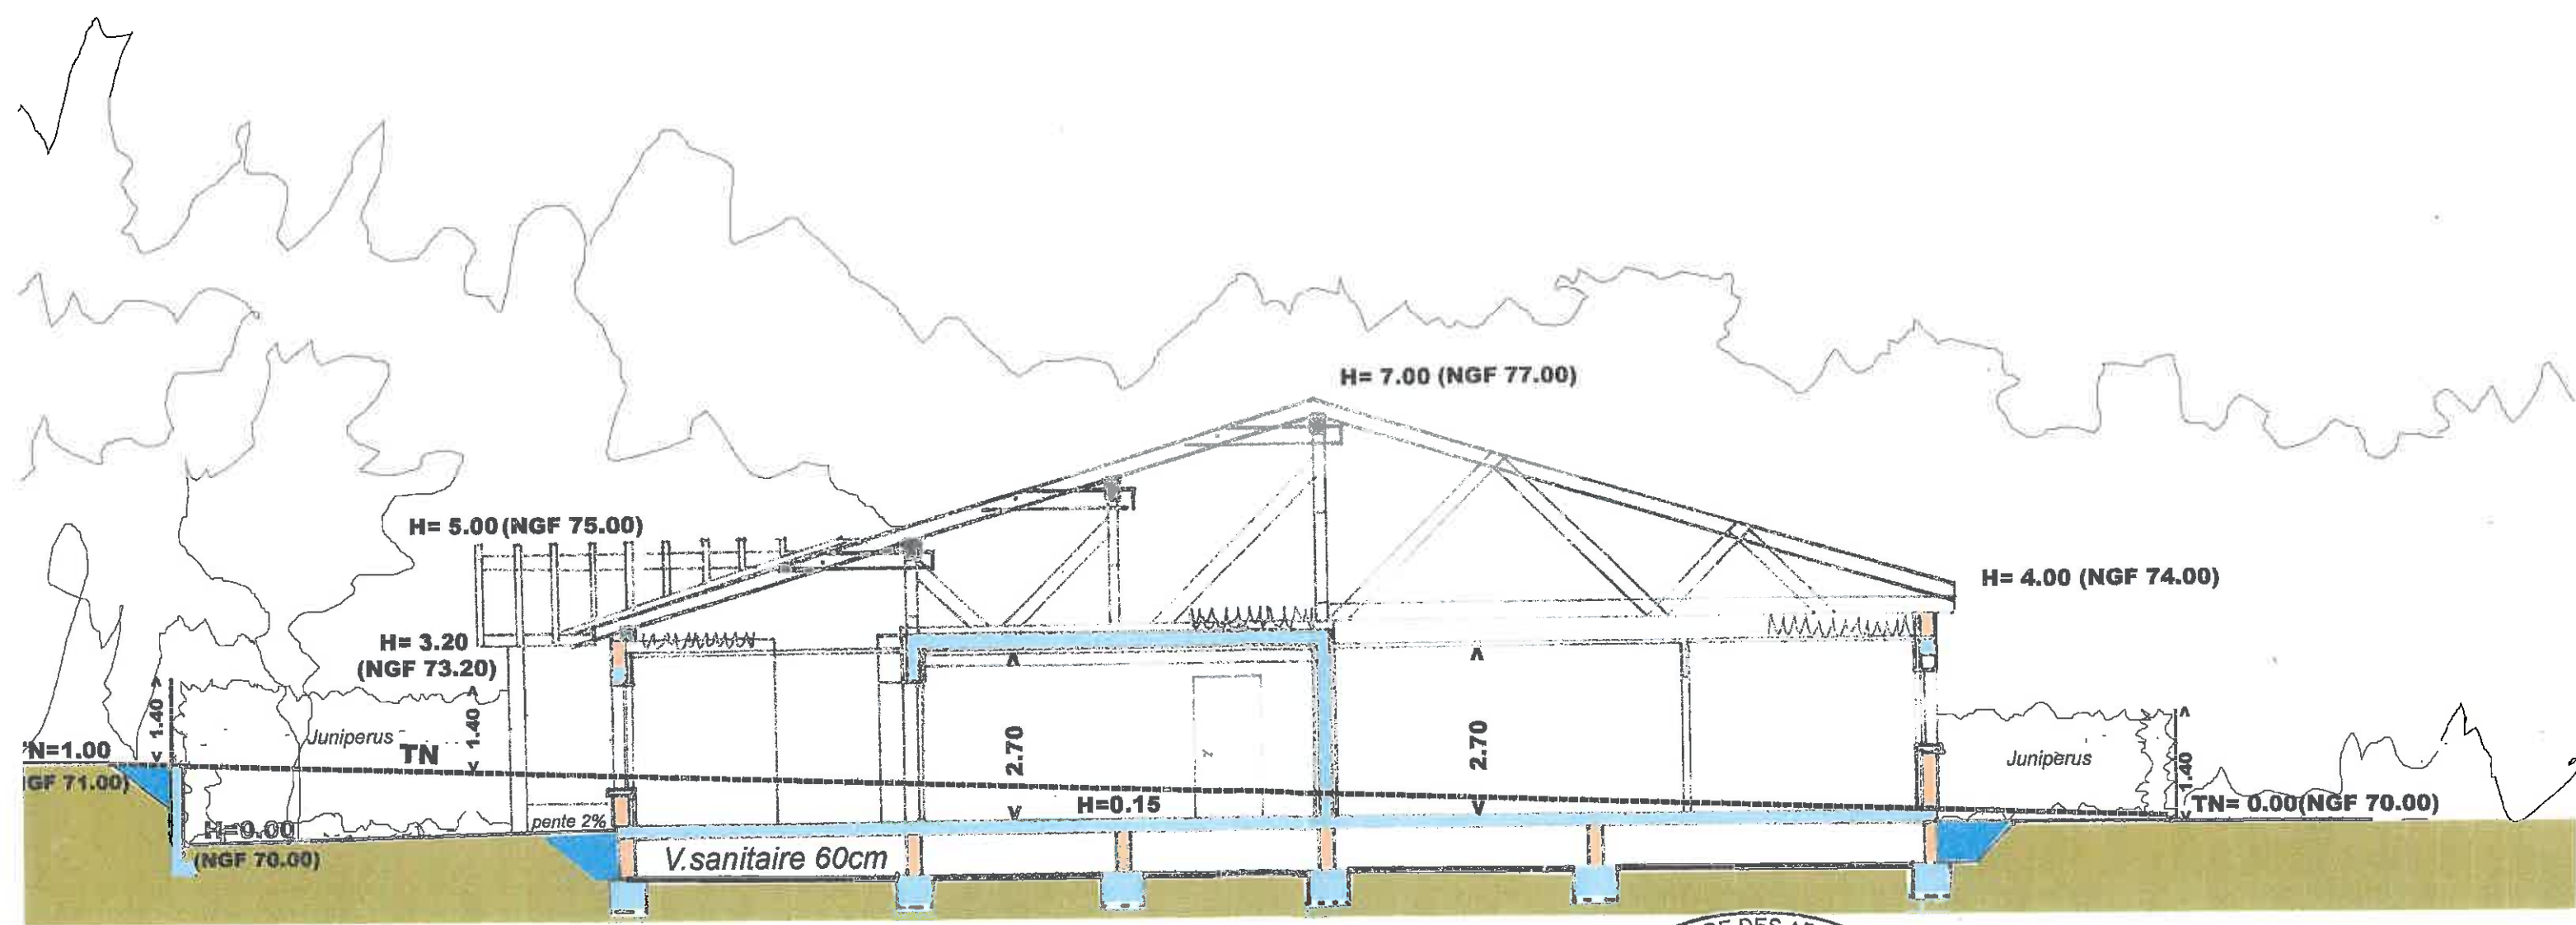 H= 7.00 (NGF 77.00)
H= 5.00 (NGF 75.00)
H= 4.00 (NGF 74.00)
H= 3.20
(NGF 73.20)
1.40
1.40
Juniperus
TN
2.70
2.70
Juniperus
1.40
N=1.00
GF 71.00)
H=0.15
TN= 0.00(NGF 70.00)
pente 2%
H=0.00
(NGF 70.00)
V.sanitaire 60cm
DES